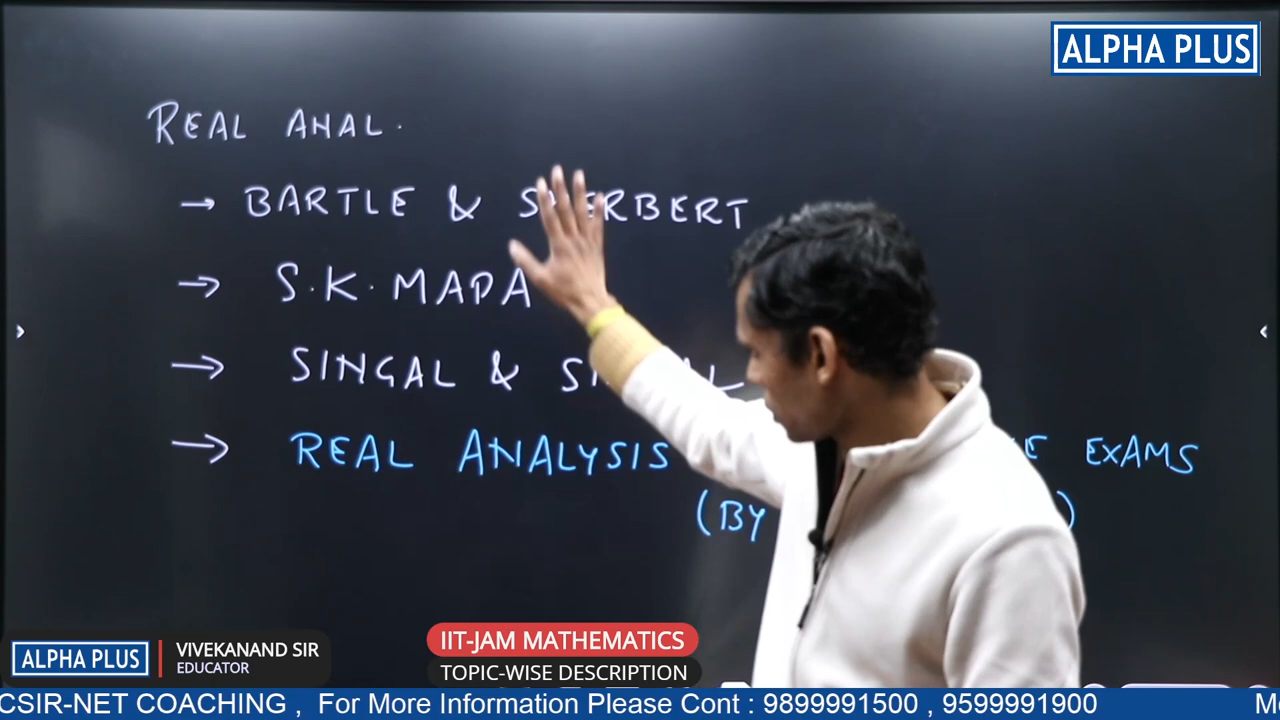 ALPHA PLUS
REAL ANAL.
→ BARTLE &
→ S.K. MAPA
→ SINGAL &
→ REAL ANALYSIS EXAMS
(BY )
ALPHA PLUS
VIVEKANAND SIR
EDUCATOR
IIT-JAM MATHEMATICS
TOPIC-WISE DESCRIPTION
CSIR-NET COACHING , For More Information Please Cont : 9899991500 , 9599991900